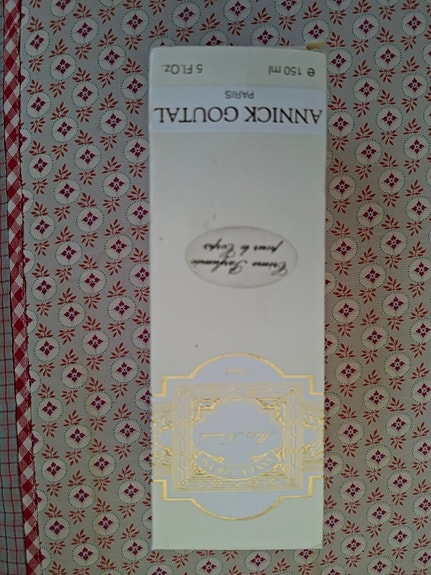 Crème Parfumée
pour le Corps
ANNICK GOUTAL
PARIS
e 150 ml 5 FL.Oz.